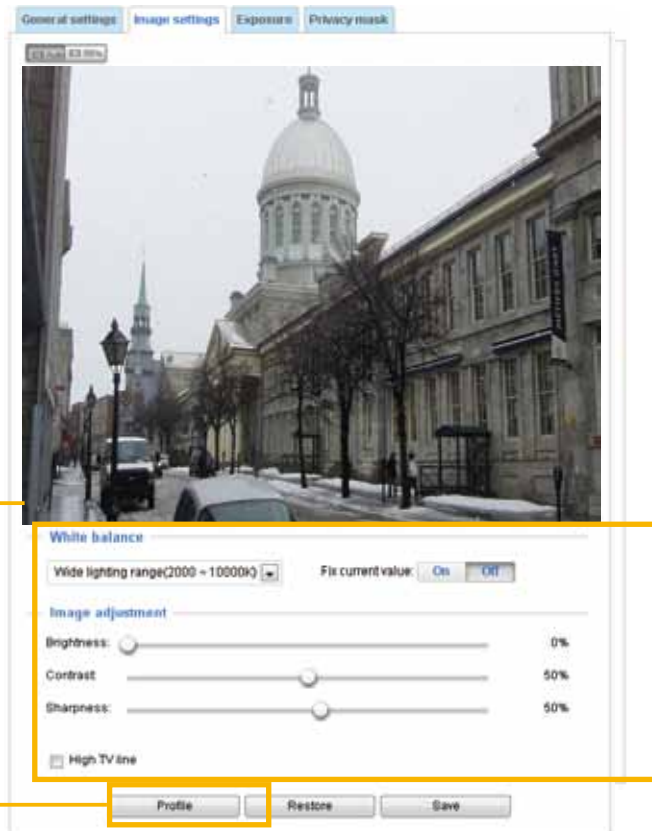 General settings Image settings Exposure Privacy mask
White balance
Wide lighting range(2000 ~ 10000K) Fix current value: On Off
Image adjustment
Brightness: 0%
Contrast 50%
Sharpness: 50%
High TV line
Profile Restore Save